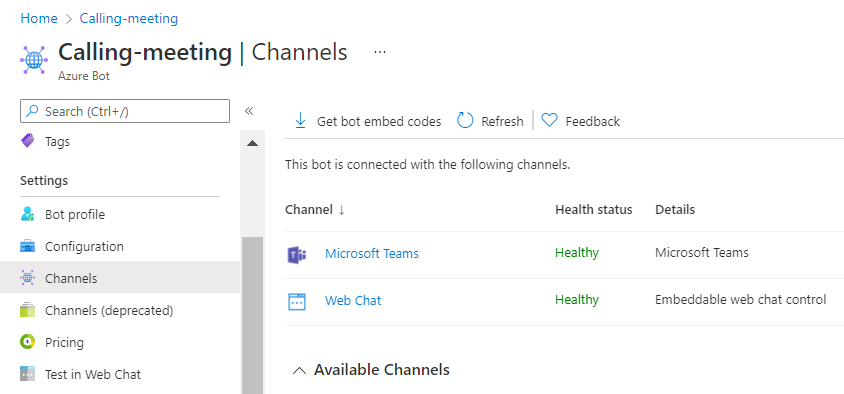 Home > Calling-meeting
Calling-meeting | Channels ...
Azure Bot
Search (Ctrl+/) «
Tags
Settings
Bot profile
Configuration
Channels
Channels (deprecated)
Pricing
Test in Web Chat
Get bot embed codes Refresh Feedback
This bot is connected with the following channels.
Channel ↓ Health status Details
Microsoft Teams Healthy Microsoft Teams
Web Chat Healthy Embeddable web chat control
Available Channels